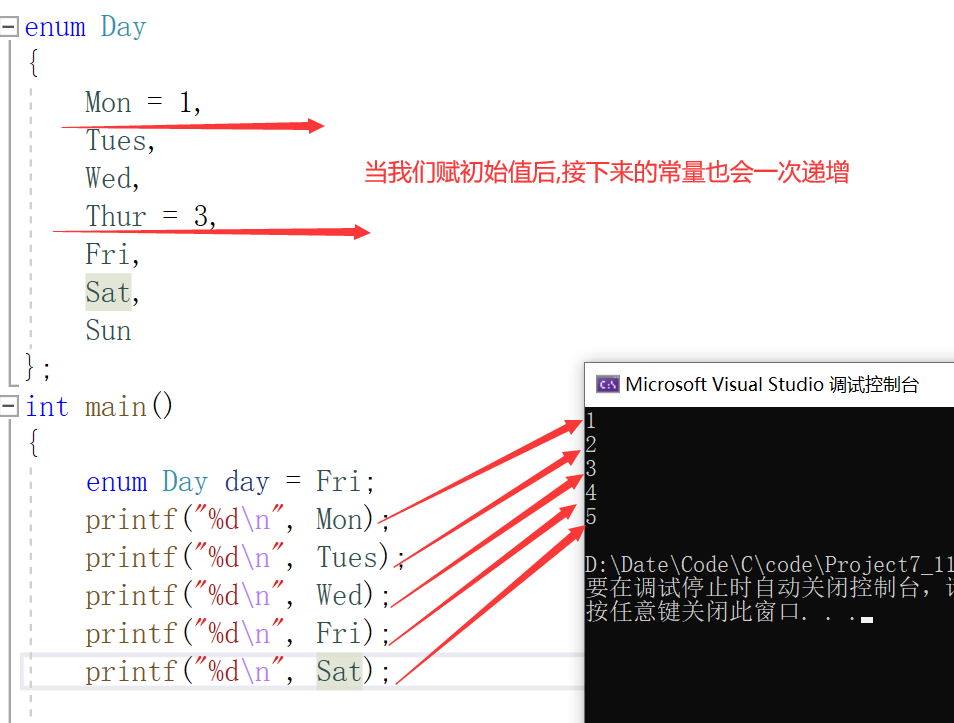 enum Day
{
Mon = 1,
Tues,
Wed,
当我们赋初始值后,接下来的常量也会一次递增
Thur = 3,
Fri,
Sat,
Sun
};
int main()
{
enum Day day = Fri;
printf("%d\n", Mon);
printf("%d\n", Tues);
printf("%d\n", Wed);
printf("%d\n", Fri);
printf("%d\n", Sat);
Microsoft Visual Studio 调试控制台
1
2
3
4
5
D:\Date\Code\C\code\Project7_11
要在调试停止时自动关闭控制台，
按任意键关闭此窗口. . .